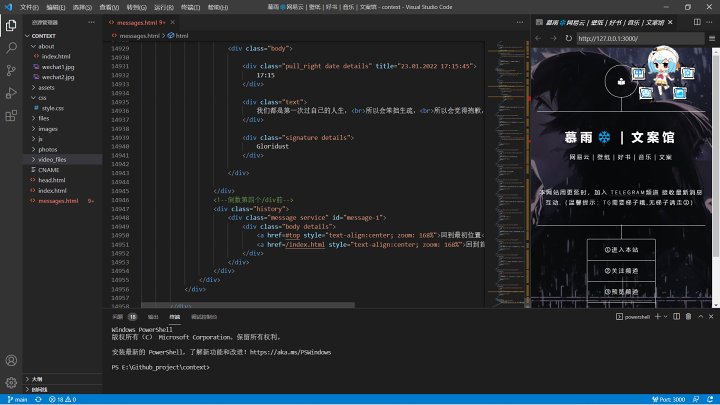 文件(F) 编辑(E) 选择(S) 查看(V) 转到(G) 运行(R) 终端(T) 帮助(H)
messages.html - 慕雨❄️网易云 | 壁纸 | 好书 | 音乐 | 文案馆 - context - Visual Studio Code
资源管理器
CONTEXT
about
index.html
wechat1.jpg
wechat2.jpg
assets
css
style.css
files
images
js
photos
video_files
CNAME
head.html
index.html
messages.html 9+
大纲
时间线
messages.html 9+
messages.html > html
14929 <div class="body">
14930
14931 <div class="pull_right date details" title="23.01.2022 17:15:45">
14932 17:15
14933 </div>
14934
14935 <div class="text">
14936 我们都是第一次过自己的人生，<br>所以会笨拙生疏，<br>所以会觉得抱歉，
14937 </div>
14938
14939 <div class="signature details">
14940 Gloridust
14941 </div>
14942
14943 </div>
14944
14945 </div>
14946 <!--倒数第四个/div前-->
14947 <div class="history">
14948 <div class="message service" id="message-1">
14949 <div class="body details">
14950 <a href=#top style="text-align:center; zoom: 168%">回到最初位置<
14951 <a href=/index.html style="text-align:center; zoom: 168%">回到首
14952 </div>
14953 </div>
14954 </div>
14955 </div>
14956 </div>
14957
14958 </div>
慕雨❄️网易云 | 壁纸 | 好书 | 音乐 | 文案馆
http://127.0.0.1:3000/
慕雨❄️ | 文案馆
网易云 | 壁纸 | 好书 | 音乐 | 文案
本网站周更延时，加入 TELEGRAM频道 接收最新消息
互动.（温馨提示：TG需要梯子哦,无梯子请走②）
①进入本站
②关注频道
③预览频道
问题 18 输出 终端 调试控制台
powershell
Windows PowerShell
版权所有 (C) Microsoft Corporation。保留所有权利。
安装最新的 PowerShell，了解新功能和改进！https://aka.ms/PSWindows
PS E:\Github_project\context>
main
18 0
Port: 3000